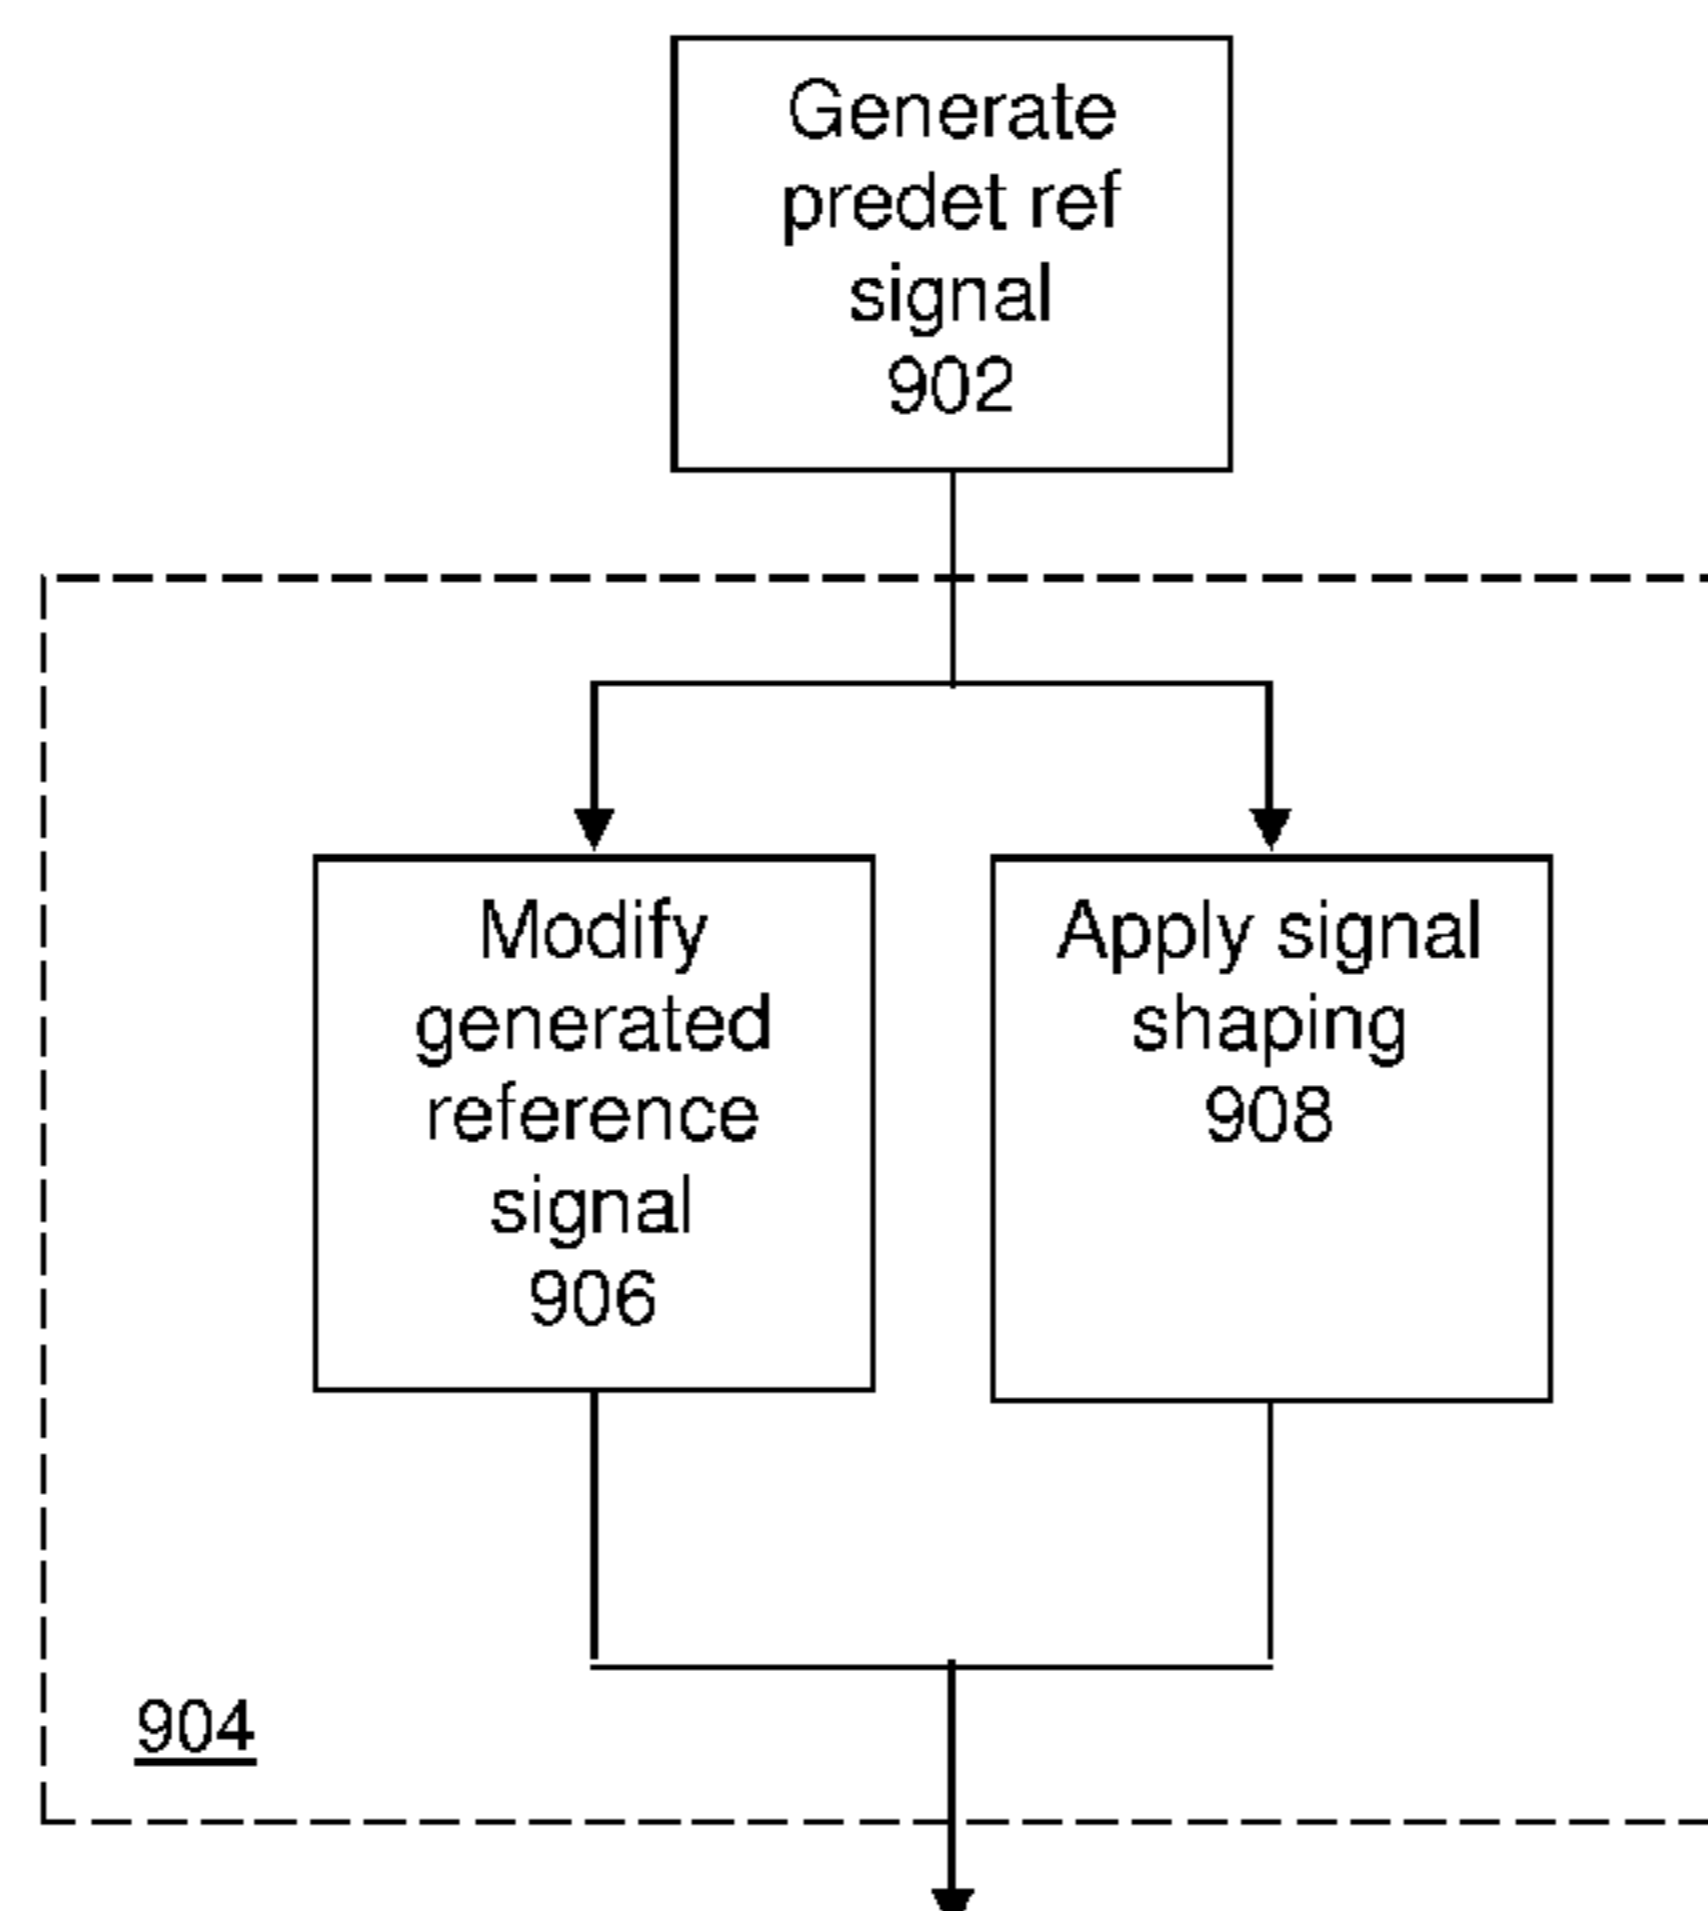 Generate
predet ref
signal
902
Modify
generated
reference
signal
906
Apply signal
shaping
908
904